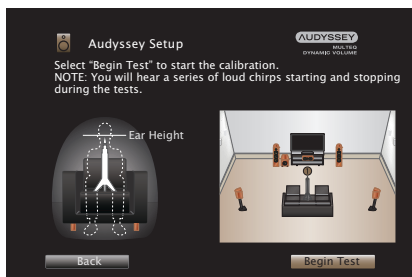 Audyssey Setup
AUDYSSEY
MULTEQ
DYNAMIC VOLUME
Select “Begin Test” to start the calibration.
NOTE: You will hear a series of loud chirps starting and stopping
during the tests.
Ear Height
Back
Begin Test